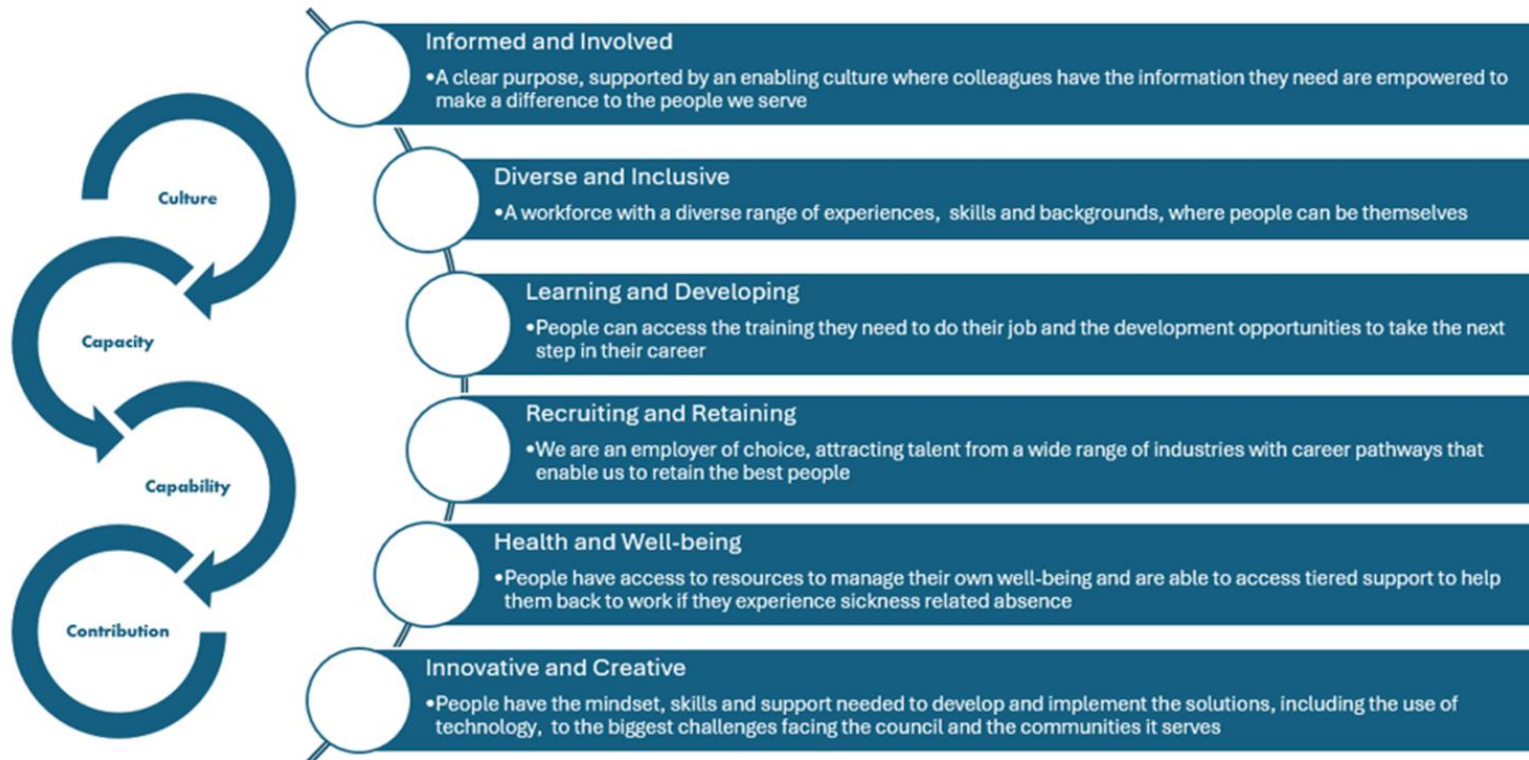 Culture
Capacity
Capability
Contribution
Informed and Involved
•A clear purpose, supported by an enabling culture where colleagues have the information they need are empowered to
make a difference to the people we serve
Diverse and Inclusive
•A workforce with a diverse range of experiences,  skills and backgrounds, where people can be themselves
Learning and Developing
•People can access the training they need to do their job and the development opportunities to take the next
step in their career
Recruiting and Retaining
•We are an employer of choice, attracting talent from a wide range of industries with career pathways that
enable us to retain the best people
Health and Well-being
•People have access to resources to manage their own well-being and are able to access tiered support to help
them back to work if they experience sickness related absence
Innovative and Creative
•People have the mindset, skills and support needed to develop and implement the solutions, including the use of
technology,  to the biggest challenges facing the council and the communities it serves